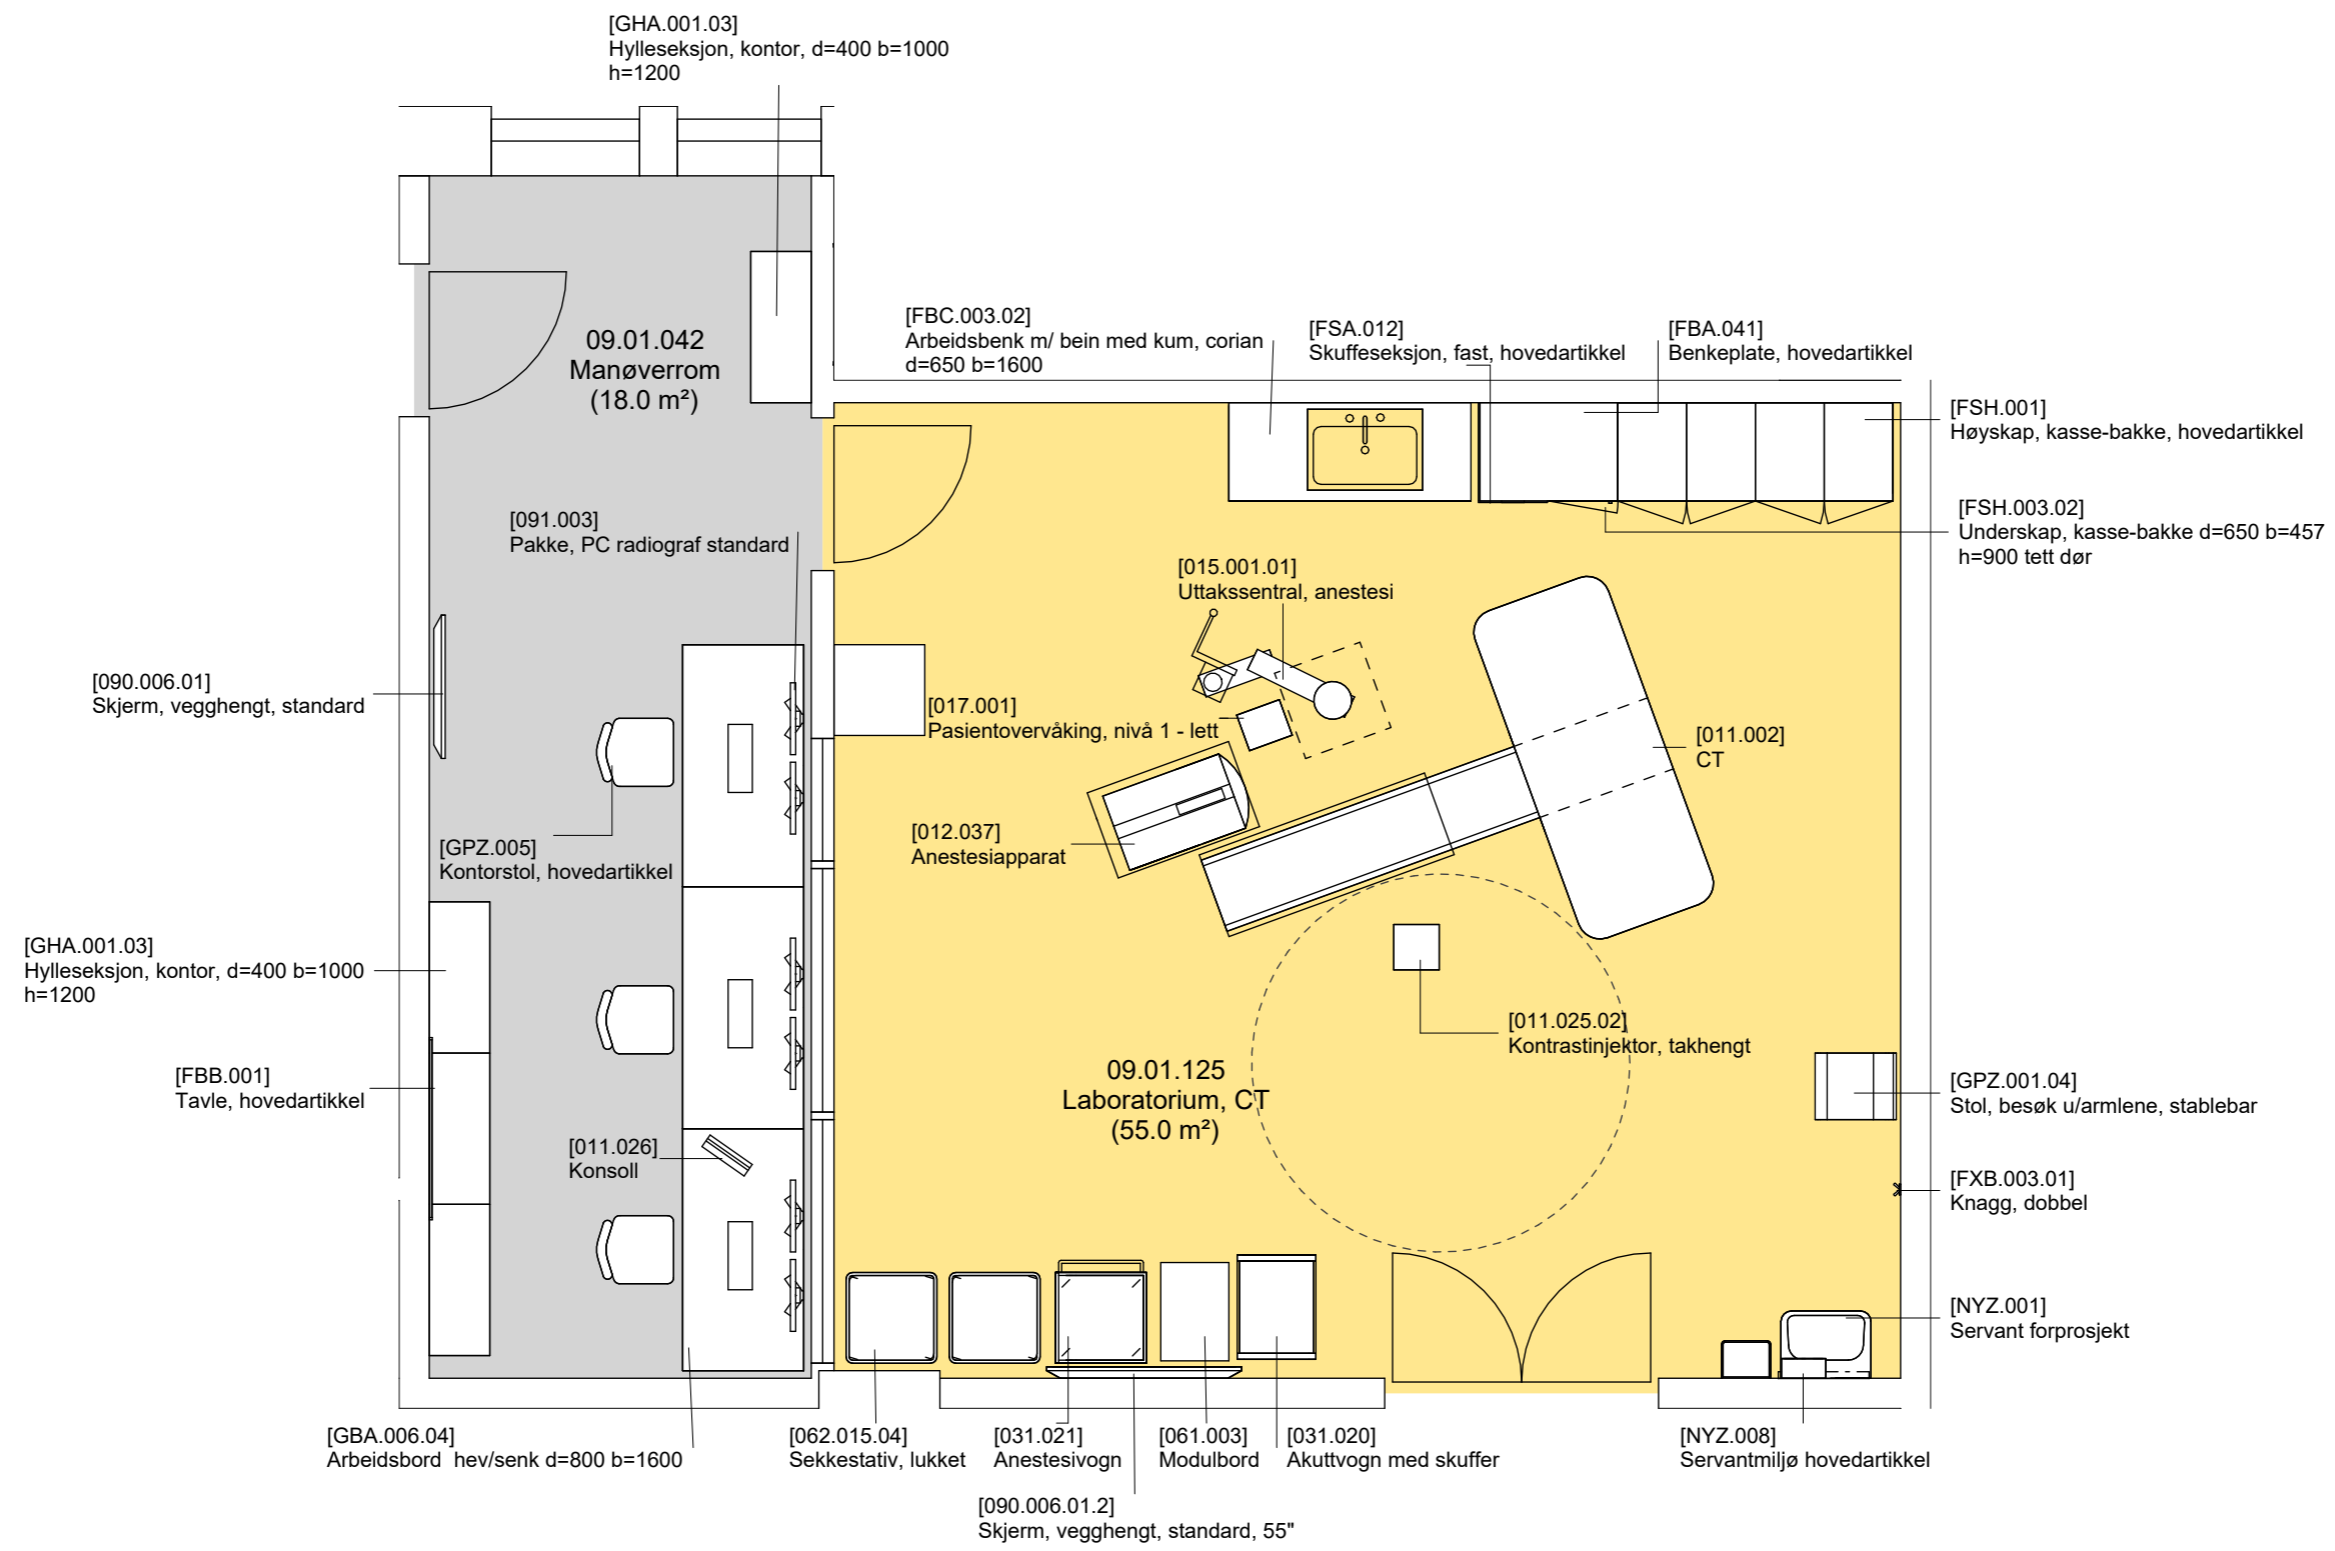 [GHA.001.03]
Hylleseksjon, kontor, d=400 b=1000
h=1200
09.01.042
Manøverrom
(18.0 m²)
[FBC.003.02]
Arbeidsbenk m/ bein med kum, corian
d=650 b=1600
[FSA.012]
Skuffeseksjon, fast, hovedartikkel
[FBA.041]
Benkeplate, hovedartikkel
[FSH.001]
Høyskap, kasse-bakke, hovedartikkel
[FSH.003.02]
Underskap, kasse-bakke d=650 b=457
h=900 tett dør
[091.003]
Pakke, PC radiograf standard
[015.001.01]
Uttakssentral, anestesi
[090.006.01]
Skjerm, vegghengt, standard
[017.001]
Pasientovervåking, nivå 1 - lett
[011.002]
CT
[012.037]
Anestesiapparat
[GPZ.005]
Kontorstol, hovedartikkel
[GHA.001.03]
Hylleseksjon, kontor, d=400 b=1000
h=1200
[011.025.02]
Kontrastinjektor, takhengt
09.01.125
Laboratorium, CT
(55.0 m²)
[FBB.001]
Tavle, hovedartikkel
[GPZ.001.04]
Stol, besøk u/armlene, stablebar
[011.026]
Konsoll
[FXB.003.01]
Knagg, dobbel
[NYZ.001]
Servant forprosjekt
[GBA.006.04]
Arbeidsbord  hev/senk d=800 b=1600
[062.015.04]
Sekkestativ, lukket
[031.021]
Anestesivogn
[061.003]
Modulbord
[031.020]
Akuttvogn med skuffer
[NYZ.008]
Servantmiljø hovedartikkel
[090.006.01.2]
Skjerm, vegghengt, standard, 55"